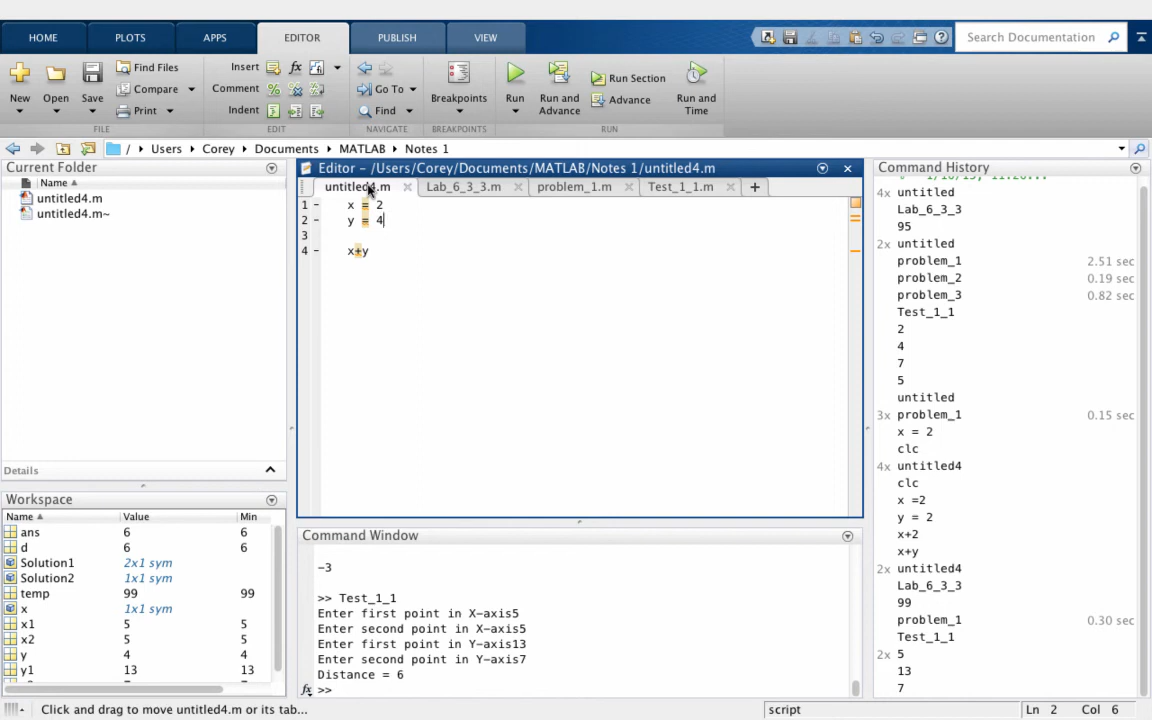 HOME PLOTS APPS EDITOR PUBLISH VIEW Search Documentation
New Open Save Find Files Compare Print
Insert fx
Comment %
Indent
Go To
Find
Breakpoints
Run Run and Advance Run Section Advance Run and Time
FILE EDIT NAVIGATE BREAKPOINTS RUN
/ Users Corey Documents MATLAB Notes 1
Current Folder
Name
untitled4.m
untitled4.m~
Details
Workspace
Name Value Min
ans 6 6
d 6 6
Solution1 2x1 sym
Solution2 1x1 sym
temp 99 99
x 1x1 sym
x1 5 5
x2 5 5
y 4 4
y1 13 13
Editor - /Users/Corey/Documents/MATLAB/Notes 1/untitled4.m
untitled4.m Lab_6_3_3.m problem_1.m Test_1_1.m +
1 - x = 2
2 - y = 4
3
4 - x+y
Command Window
-3
>> Test_1_1
Enter first point in X-axis5
Enter second point in X-axis5
Enter first point in Y-axis13
Enter second point in Y-axis7
Distance = 6
fx >>
Command History
4x untitled
Lab_6_3_3
95
2x untitled
problem_1 2.51 sec
problem_2 0.19 sec
problem_3 0.82 sec
Test_1_1
2
4
7
5
untitled
3x problem_1 0.15 sec
x = 2
clc
4x untitled4
clc
x =2
y = 2
x+2
x+y
2x untitled4
Lab_6_3_3
99
problem_1 0.30 sec
Test_1_1
2x 5
13
7
Click and drag to move untitled4.m or its tab...
script Ln 2 Col 6